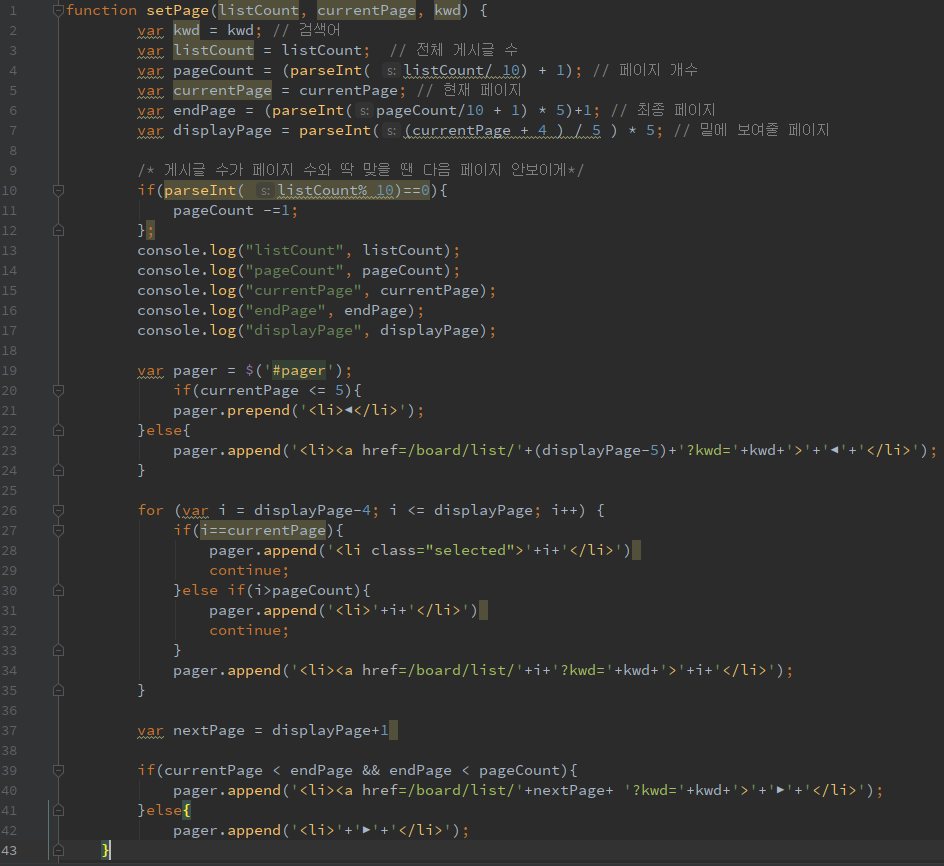 1 function setPage(listCount, currentPage, kwd) {
2 var kwd = kwd; // 검색어
3 var listCount = listCount;  // 전체 게시글 수
4 var pageCount = (parseInt( s: listCount/ 10) + 1); // 페이지 개수
5 var currentPage = currentPage; // 현재 페이지
6 var endPage = (parseInt( s: pageCount/10 + 1) * 5)+1; // 최종 페이지
7 var displayPage = parseInt( s: (currentPage + 4 ) / 5 ) * 5; // 밑에 보여줄 페이지
8
9 /* 게시글 수가 페이지 수와 딱 맞을 땐 다음 페이지 안보이게*/
10 if(parseInt( s: listCount% 10)==0){
11 pageCount -=1;
12 };
13 console.log("listCount", listCount);
14 console.log("pageCount", pageCount);
15 console.log("currentPage", currentPage);
16 console.log("endPage", endPage);
17 console.log("displayPage", displayPage);
18
19 var pager = $('#pager');
20 if(currentPage <= 5){
21 pager.prepend('<li>◀</li>');
22 }else{
23 pager.append('<li><a href=/board/list/'+(displayPage-5)+'?kwd='+kwd+'>'+'◀'+'</li>');
24 }
25
26 for (var i = displayPage-4; i <= displayPage; i++) {
27 if(i==currentPage){
28 pager.append('<li class="selected">'+i+'</li>')
29 continue;
30 }else if(i>pageCount){
31 pager.append('<li>'+i+'</li>')
32 continue;
33 }
34 pager.append('<li><a href=/board/list/'+i+'?kwd='+kwd+'>'+i+'</li>');
35 }
36
37 var nextPage = displayPage+1
38
39 if(currentPage < endPage && endPage < pageCount){
40 pager.append('<li><a href=/board/list/'+nextPage+ '?kwd='+kwd+'>'+'▶'+'</li>');
41 }else{
42 pager.append('<li>'+'▶'+'</li>');
43 }